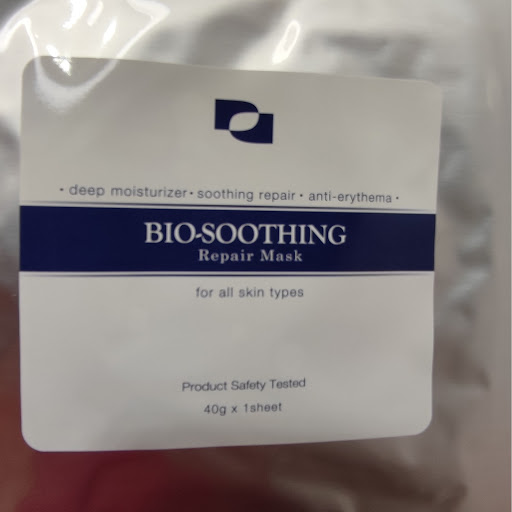 · deep moisturizer · soothing repair · anti-erythema ·
BIO-SOOTHING
Repair Mask
for all skin types
Product Safety Tested
40g x 1sheet